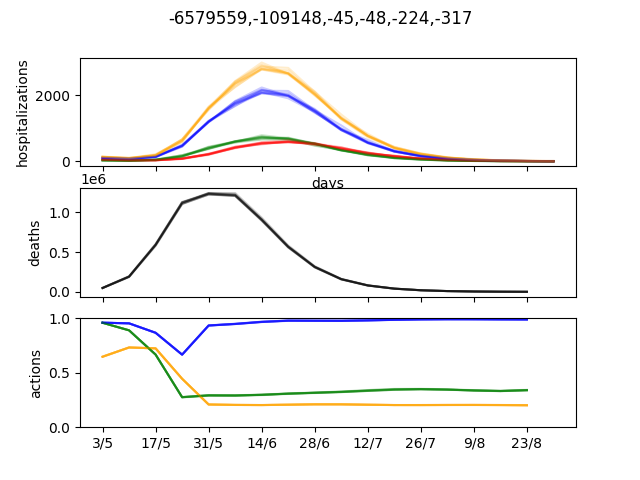 -6579559,-109148,-45,-48,-224,-317
hospitalizations
2000
0
days
1e6
deaths
1.0
0.5
0.0
actions
1.0
0.5
0.0
3/5 17/5 31/5 14/6 28/6 12/7 26/7 9/8 23/8